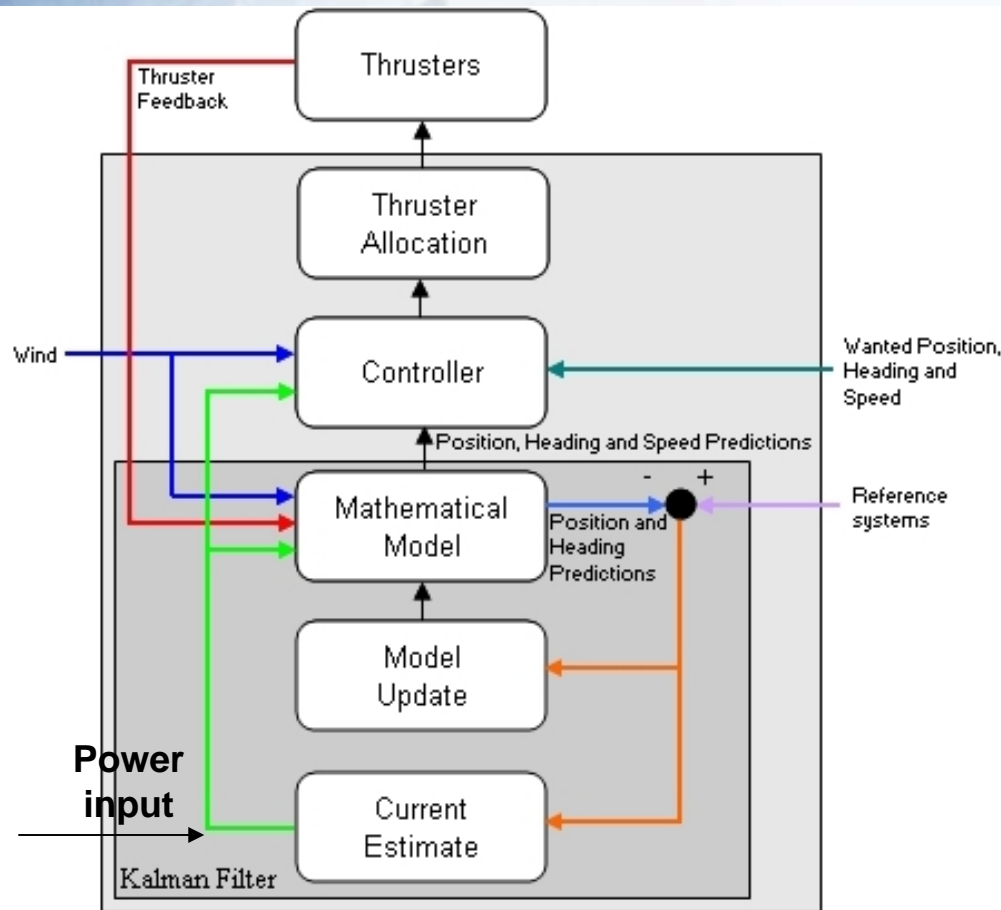 Thrusters
Thruster
Feedback
Thruster
Allocation
Wind
Controller
Wanted Position,
Heading and
Speed
Position, Heading and Speed Predictions
- +
Mathematical
Model
Position and
Heading
Predictions
Reference
systems
Model
Update
Power
input
Current
Estimate
Kalman Filter